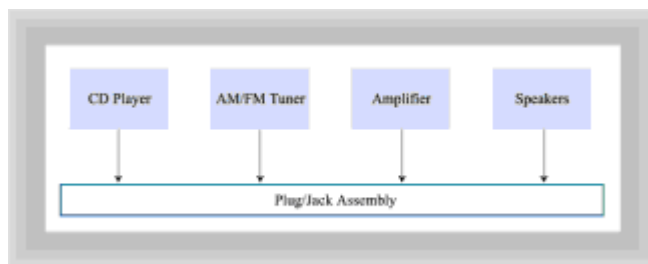 CD Player
AM/FM Tuner
Amplifier
Speakers
Plug/Jack Assembly